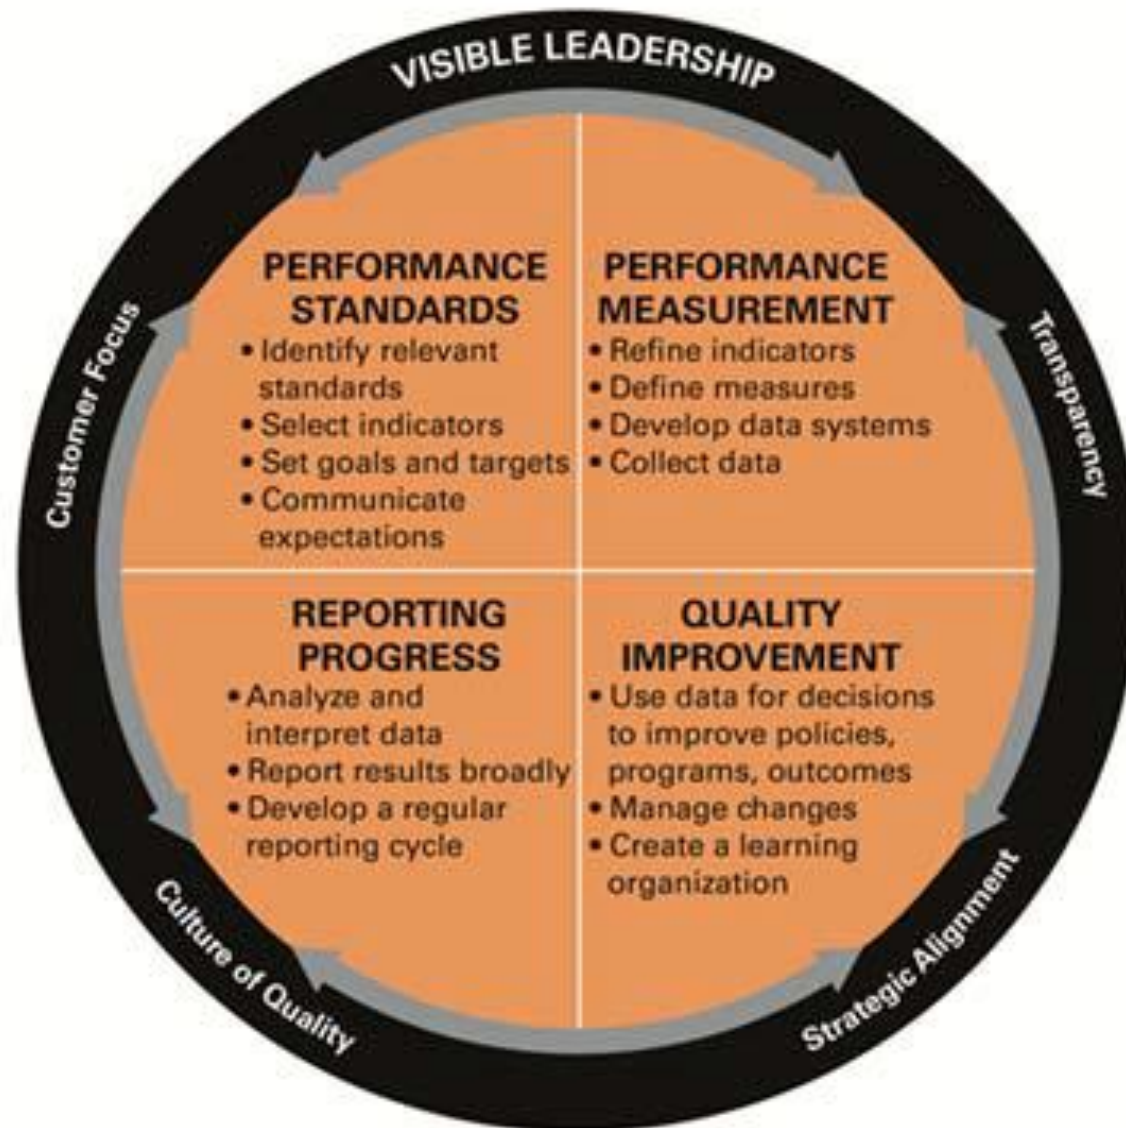 VISIBLE LEADERSHIP
Customer Focus
Transparency
PERFORMANCE
STANDARDS
• Identify relevant
standards
• Select indicators
• Set goals and targets
• Communicate
expectations
PERFORMANCE
MEASUREMENT
• Refine indicators
• Define measures
• Develop data systems
• Collect data
REPORTING
PROGRESS
• Analyze and
interpret data
• Report results broadly
• Develop a regular
reporting cycle
QUALITY
IMPROVEMENT
• Use data for decisions
to improve policies,
programs, outcomes
• Manage changes
• Create a learning
organization
Culture of Quality
Strategic Alignment